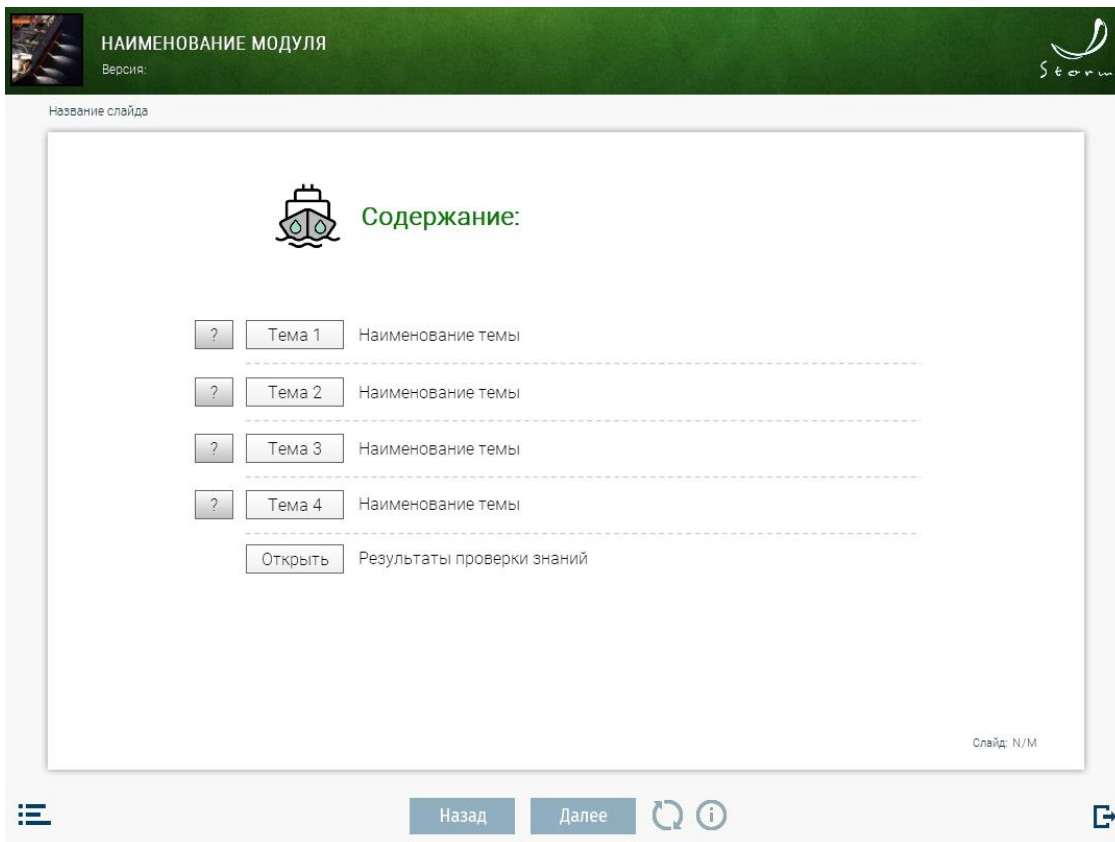 НАИМЕНОВАНИЕ МОДУЛЯ
Версия:
Storm
Название слайда
Содержание:
? Тема 1 Наименование темы
? Тема 2 Наименование темы
? Тема 3 Наименование темы
? Тема 4 Наименование темы
Открыть Результаты проверки знаний
Слайд: N/M
Назад Далее